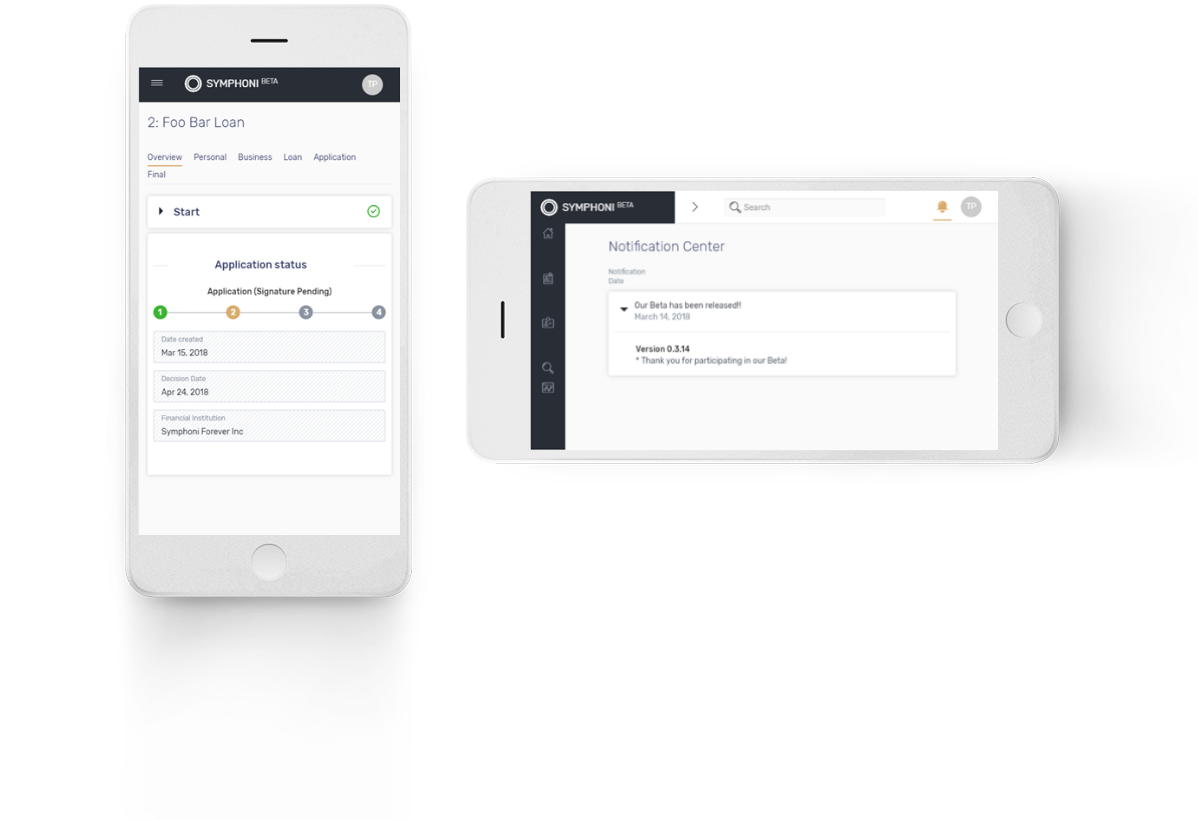 SYMPHONI BETA
TP
2: Foo Bar Loan
Overview Personal Business Loan Application
Final
Start
Application status
Application (Signature Pending)
1 2 3 4
Date created
Mar 15, 2018
Decision Date
Apr 24, 2018
Financial Institution
Symphoni Forever Inc
SYMPHONI BETA
Search
TP
Notification Center
Notification
Date
Our Beta has been released!!
March 14, 2018
Version 0.3.14
* Thank you for participating in our Beta!